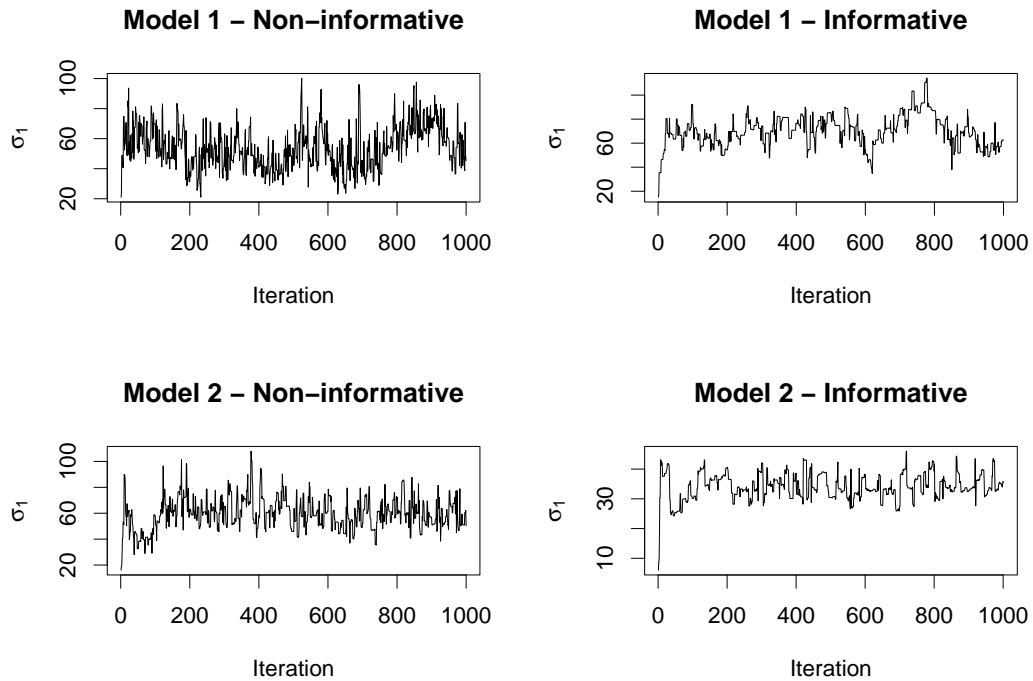 Model 1 − Non−informative
σ1
20 60 100
0 200 400 600 800 1000
Iteration
Model 1 − Informative
σ1
20 60
0 200 400 600 800 1000
Iteration
Model 2 − Non−informative
σ1
20 60 100
0 200 400 600 800 1000
Iteration
Model 2 − Informative
σ1
10 30
0 200 400 600 800 1000
Iteration